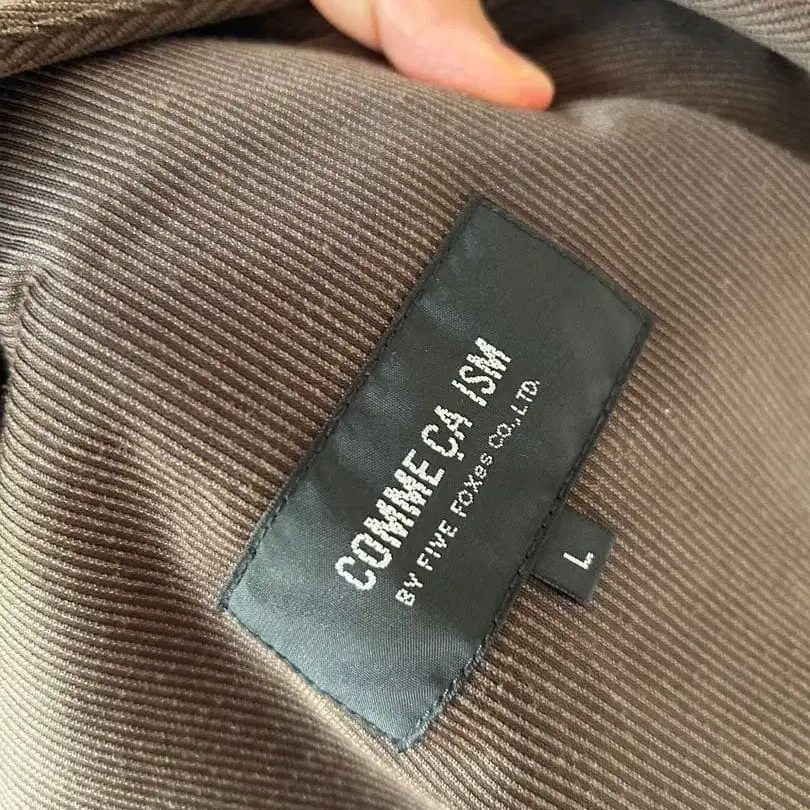 COMME ÇA ISM
BY FIVE FOXes CO.,LTD.
L